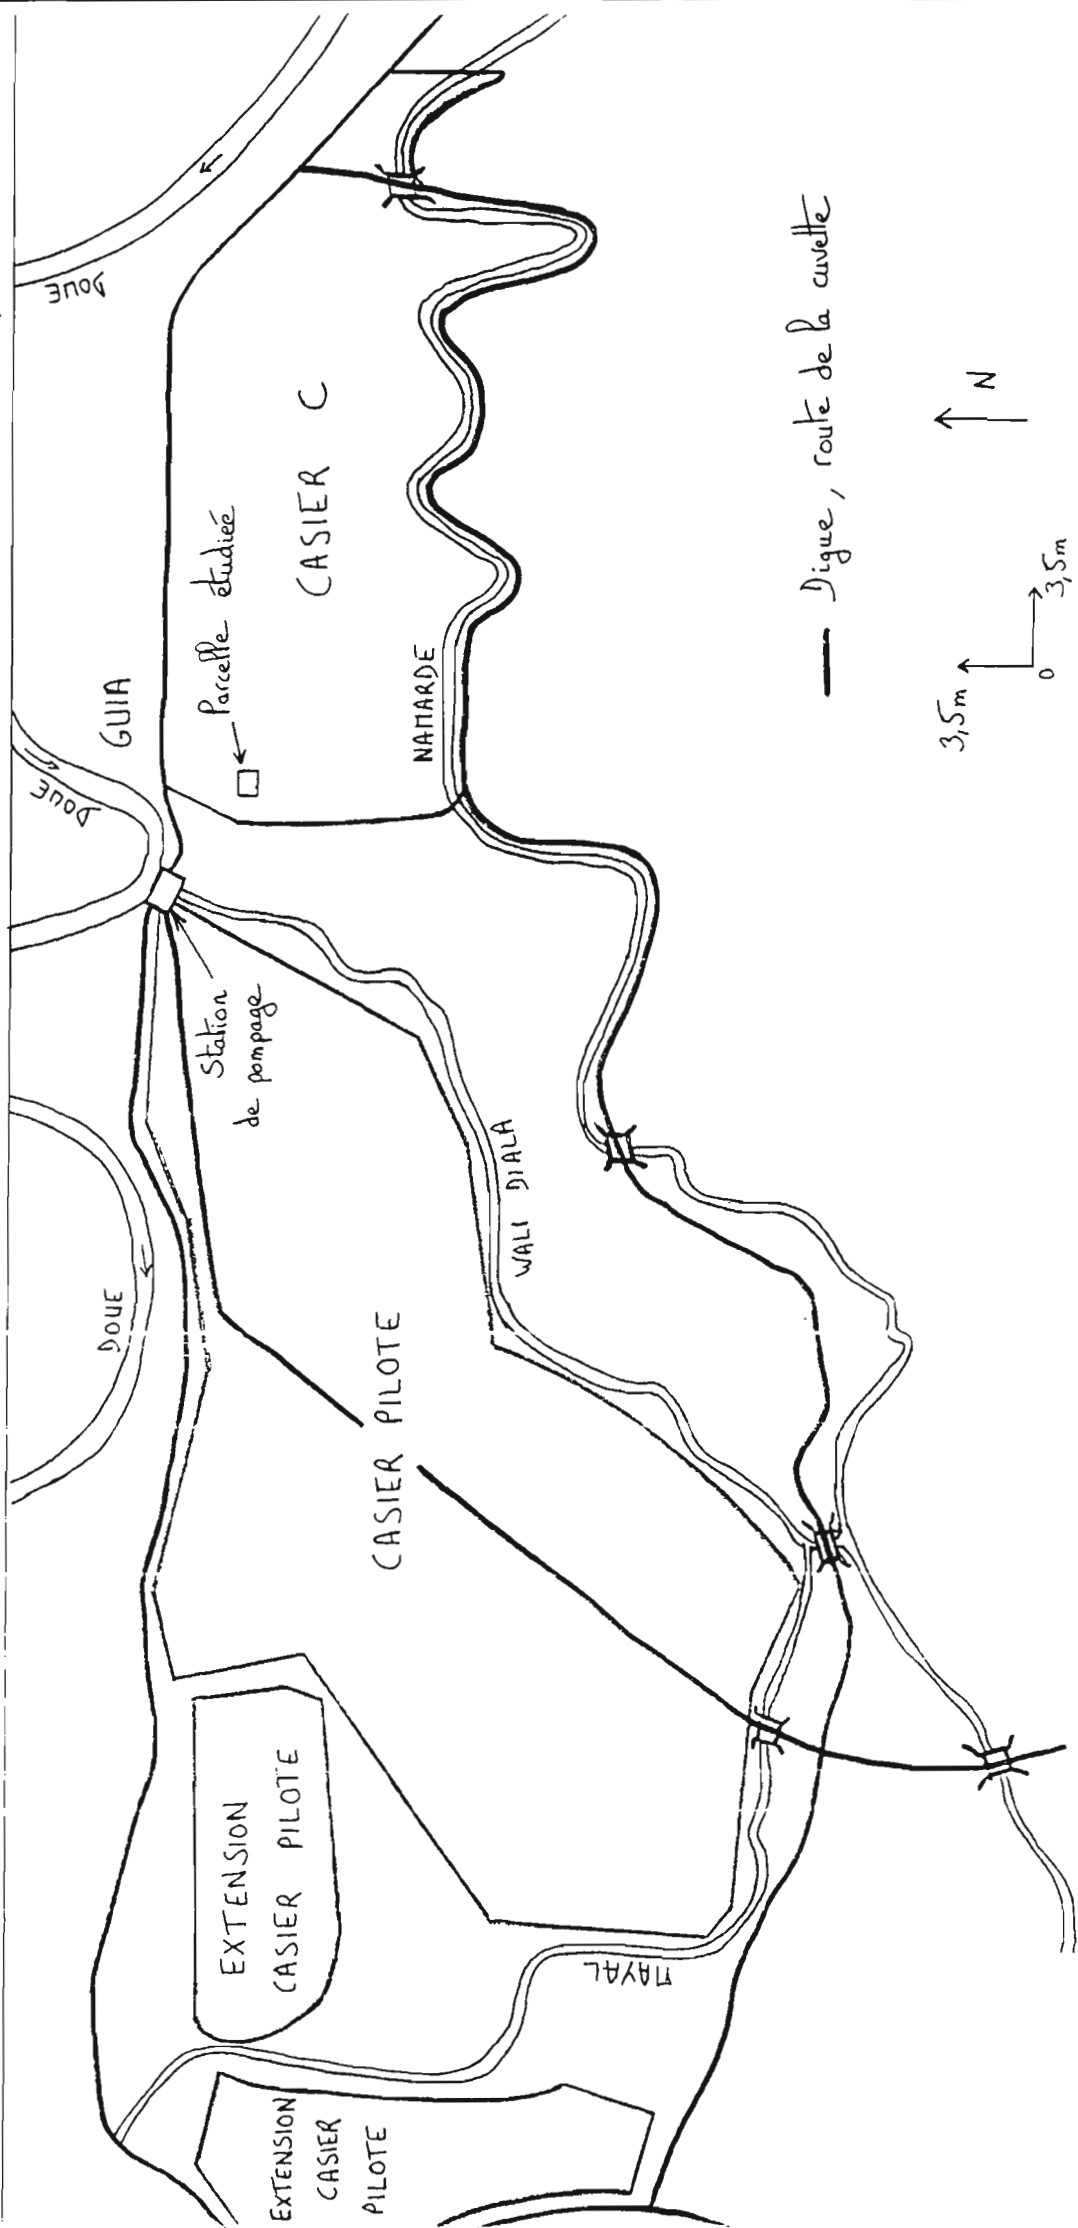 DOUE
DOUE
DOUE
GUIA
Parcelle étudiée
CASIER C
NAMARDE
Station
de pompage
WALI DIALA
CASIER PILOTE
EXTENSION
CASIER PILOTE
MAYAL
EXTENSION
CASIER
PILOTE
Digue, route de la cuvette
N
3,5m
0
3,5m